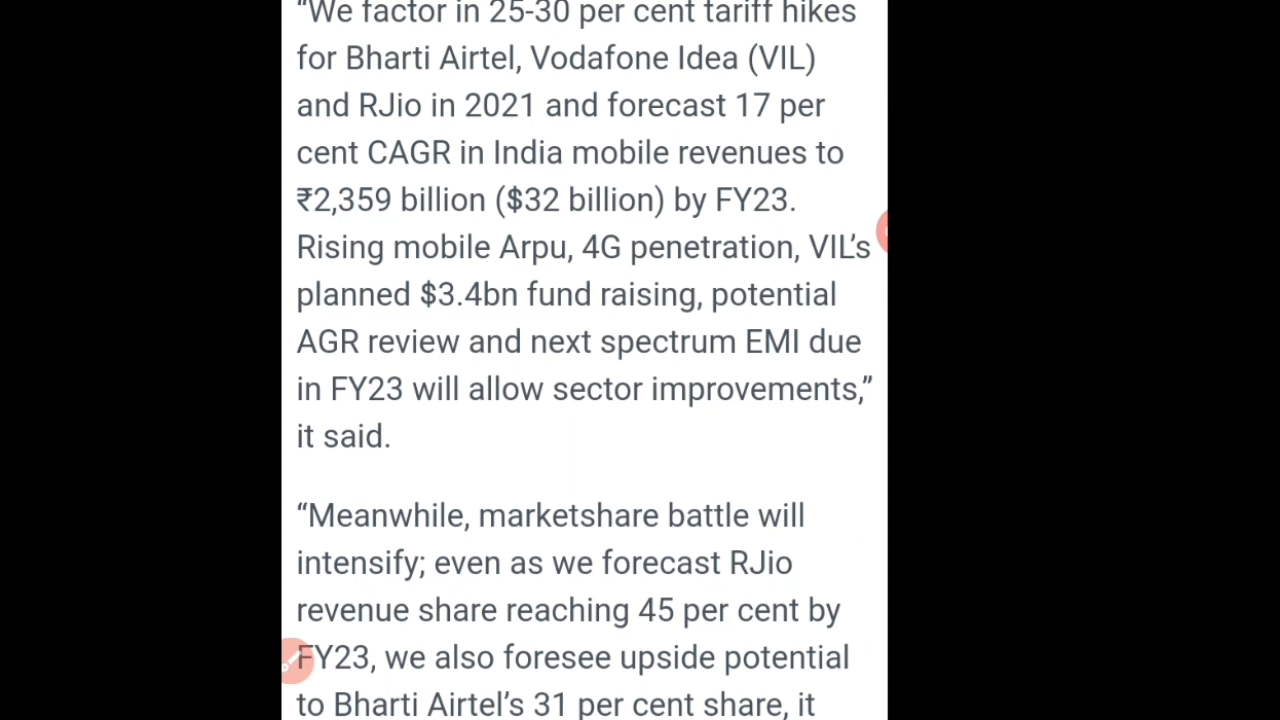 “We factor in 25-30 per cent tariff hikes
for Bharti Airtel, Vodafone Idea (VIL)
and RJio in 2021 and forecast 17 per
cent CAGR in India mobile revenues to
₹2,359 billion ($32 billion) by FY23.
Rising mobile Arpu, 4G penetration, VIL’s
planned $3.4bn fund raising, potential
AGR review and next spectrum EMI due
in FY23 will allow sector improvements,”
it said.
“Meanwhile, marketshare battle will
intensify; even as we forecast RJio
revenue share reaching 45 per cent by
FY23, we also foresee upside potential
to Bharti Airtel’s 31 per cent share, it